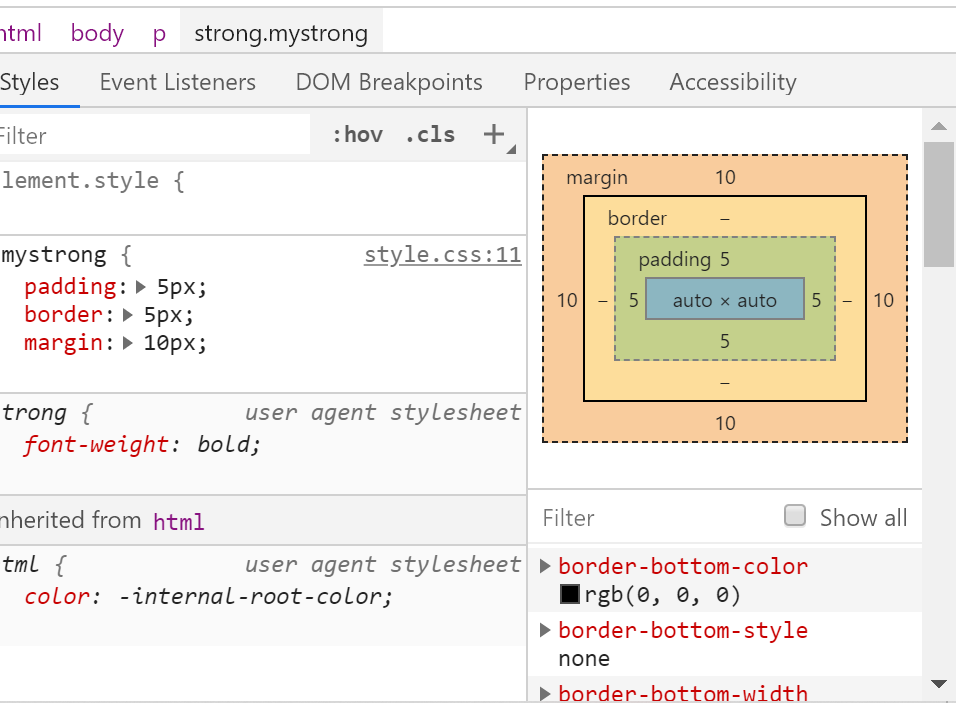 html body p strong.mystrong
Styles Event Listeners DOM Breakpoints Properties Accessibility
Filter :hov .cls +
lement.style {
mystrong { style.css:11
padding: 5px;
border: 5px;
margin: 10px;
trong { user agent stylesheet
font-weight: bold;
nherited from html
tml { user agent stylesheet
color: -internal-root-color;
margin 10
border –
padding 5
10 – 5 auto × auto 5 – 10
5
–
10
Filter Show all
border-bottom-color
rgb(0, 0, 0)
border-bottom-style
none
border-bottom-width